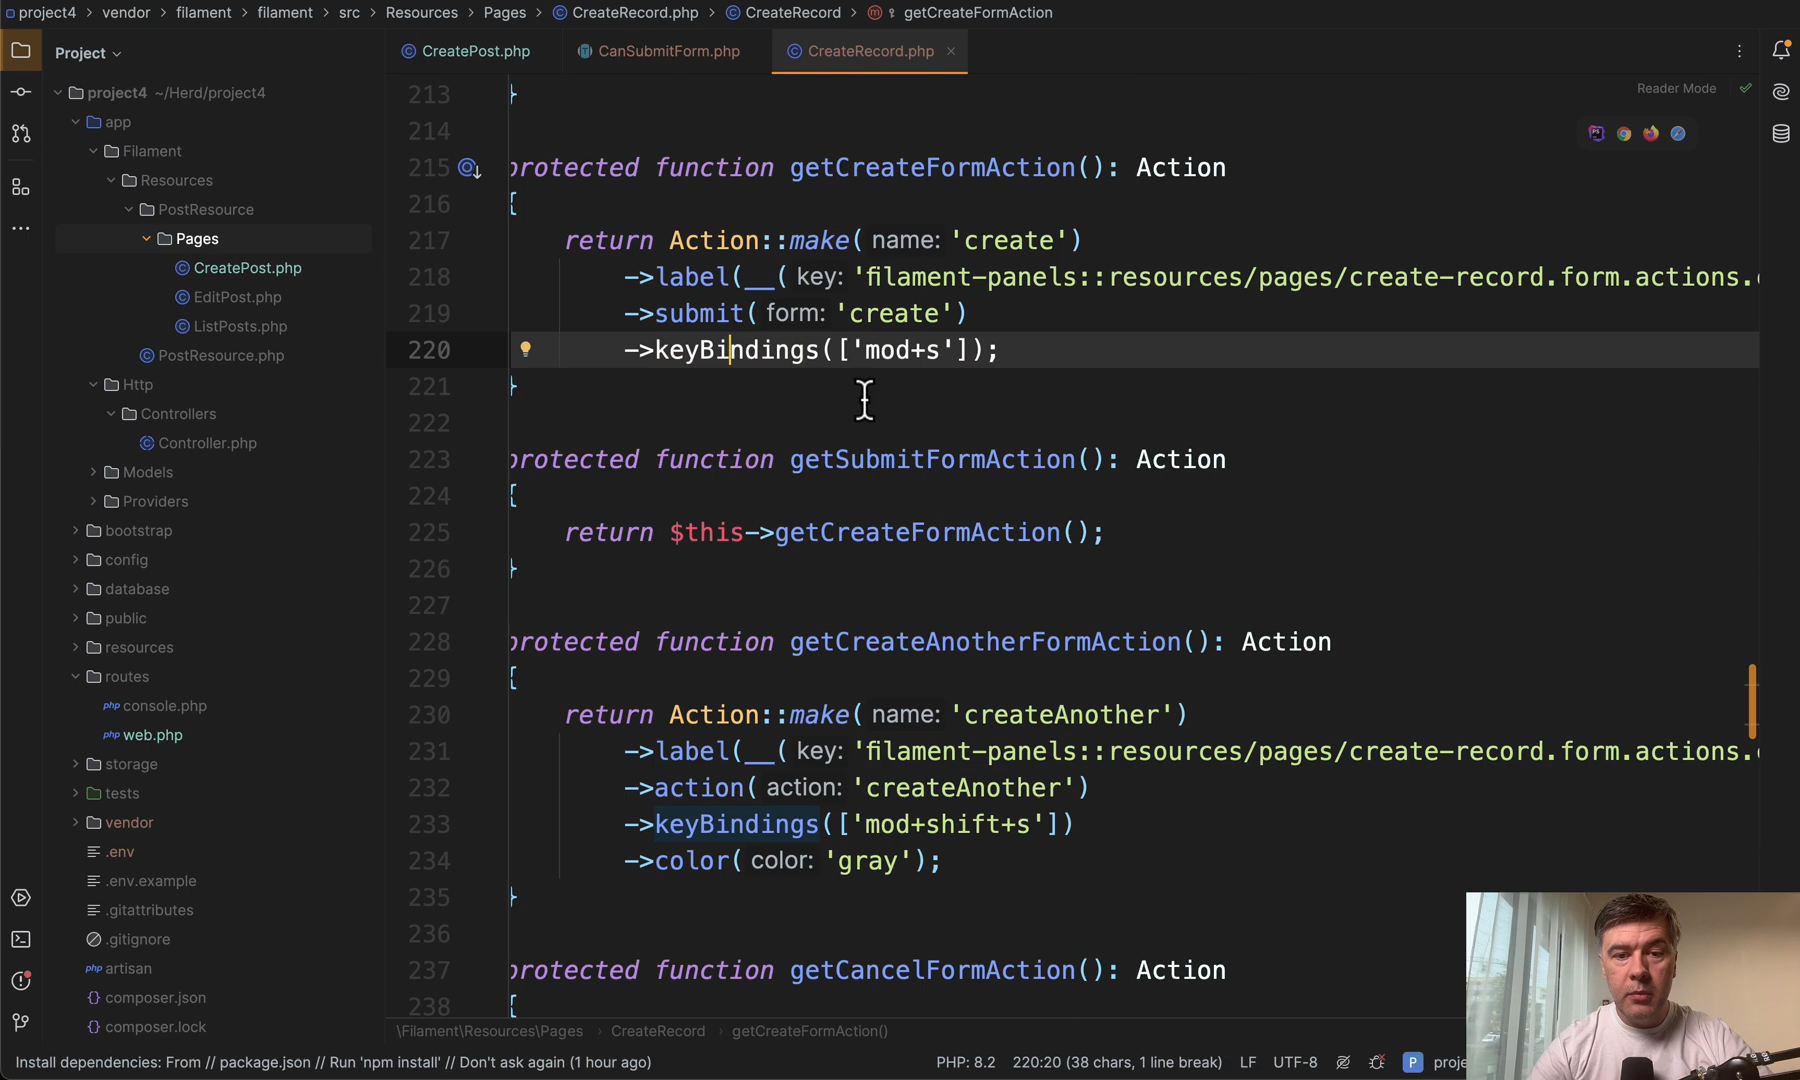 project4 > vendor > filament > filament > src > Resources > Pages > CreateRecord.php > CreateRecord > getCreateFormAction
Project
CreatePost.php
CanSubmitForm.php
CreateRecord.php
Reader Mode
project4 ~/Herd/project4
app
Filament
Resources
PostResource
Pages
CreatePost.php
EditPost.php
ListPosts.php
PostResource.php
Http
Controllers
Controller.php
Models
Providers
bootstrap
config
database
public
resources
routes
php console.php
php web.php
storage
tests
vendor
.env
.env.example
.gitattributes
.gitignore
php artisan
{} composer.json
{} composer.lock
213 }
214
215 protected function getCreateFormAction(): Action
216 {
217 return Action::make( name: 'create')
218 ->label(__( key: 'filament-panels::resources/pages/create-record.form.actions.
219 ->submit( form: 'create')
220 ->keyBindings(['mod+s']);
221 }
222
223 protected function getSubmitFormAction(): Action
224 {
225 return $this->getCreateFormAction();
226 }
227
228 protected function getCreateAnotherFormAction(): Action
229 {
230 return Action::make( name: 'createAnother')
231 ->label(__( key: 'filament-panels::resources/pages/create-record.form.actions.
232 ->action( action: 'createAnother')
233 ->keyBindings(['mod+shift+s'])
234 ->color( color: 'gray');
235 }
236
237 protected function getCancelFormAction(): Action
238 {
\Filament\Resources\Pages > CreateRecord > getCreateFormAction()
Install dependencies: From // package.json // Run 'npm install' // Don't ask again (1 hour ago)
PHP: 8.2 220:20 (38 chars, 1 line break) LF UTF-8 P proje